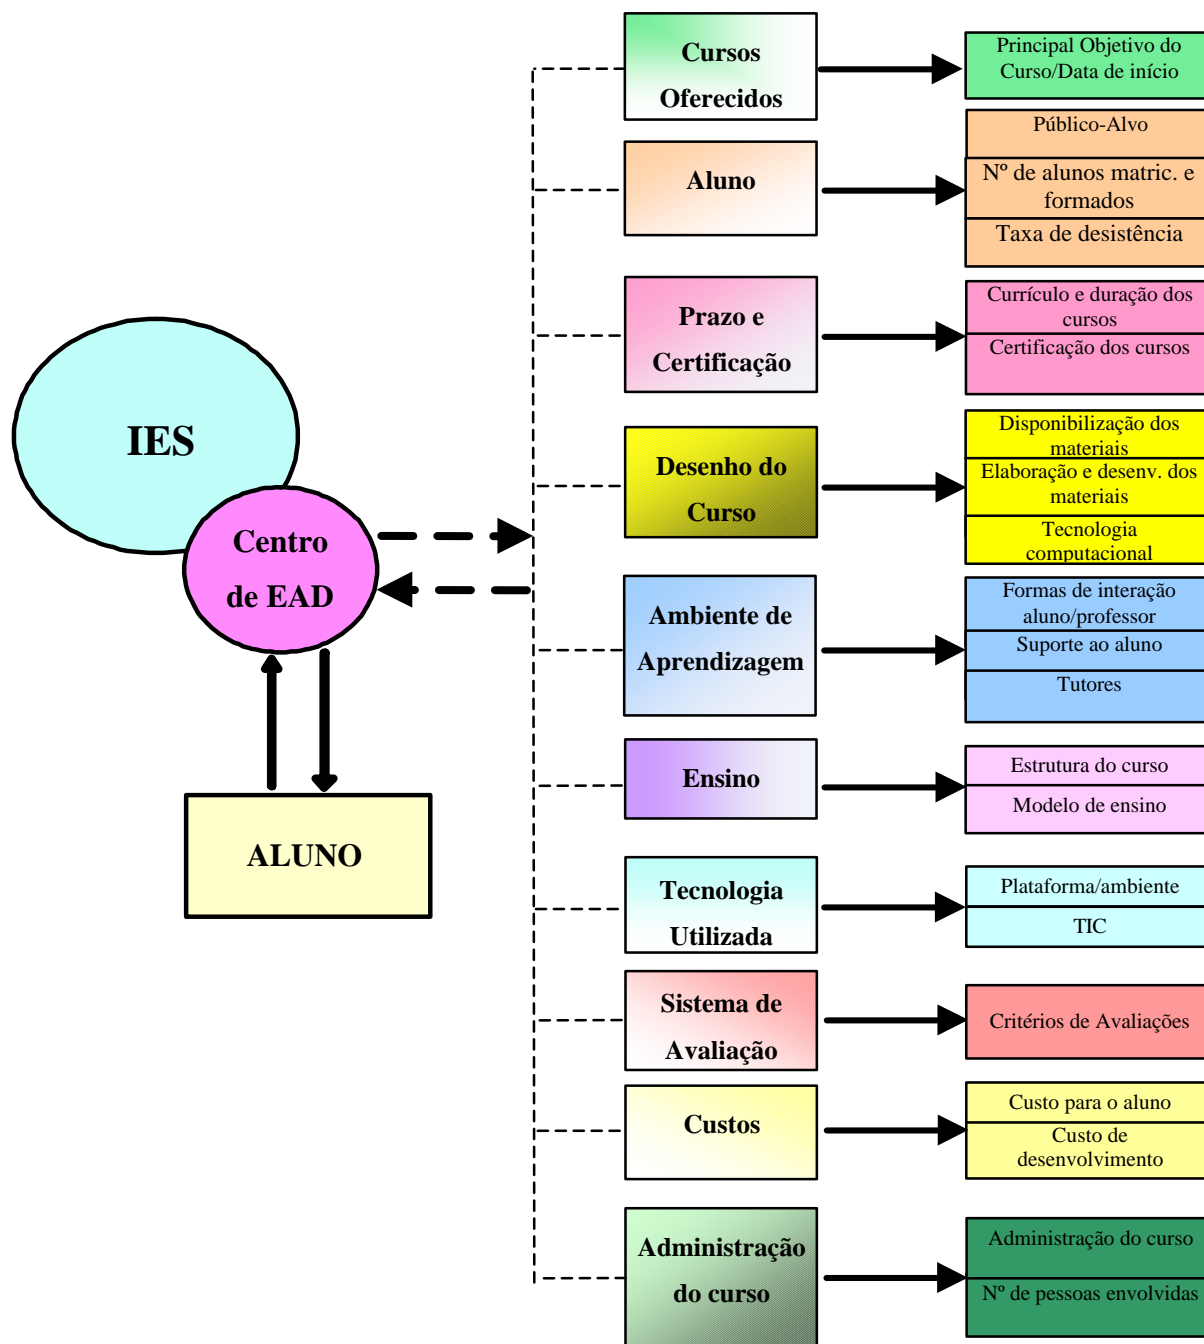 Cursos
Oferecidos
Principal Objetivo do
Curso/Data de início
Aluno
Público-Alvo
Nº de alunos matric. e
formados
Taxa de desistência
Prazo e
Certificação
Currículo e duração dos
cursos
Certificação dos cursos
IES
Centro
de EAD
ALUNO
Desenho do
Curso
Disponibilização dos
materiais
Elaboração e desenv. dos
materiais
Tecnologia
computacional
Ambiente de
Aprendizagem
Formas de interação
aluno/professor
Suporte ao aluno
Tutores
Ensino
Estrutura do curso
Modelo de ensino
Tecnologia
Utilizada
Plataforma/ambiente
TIC
Sistema de
Avaliação
Critérios de Avaliações
Custos
Custo para o aluno
Custo de
desenvolvimento
Administração
do curso
Administração do curso
Nº de pessoas envolvidas